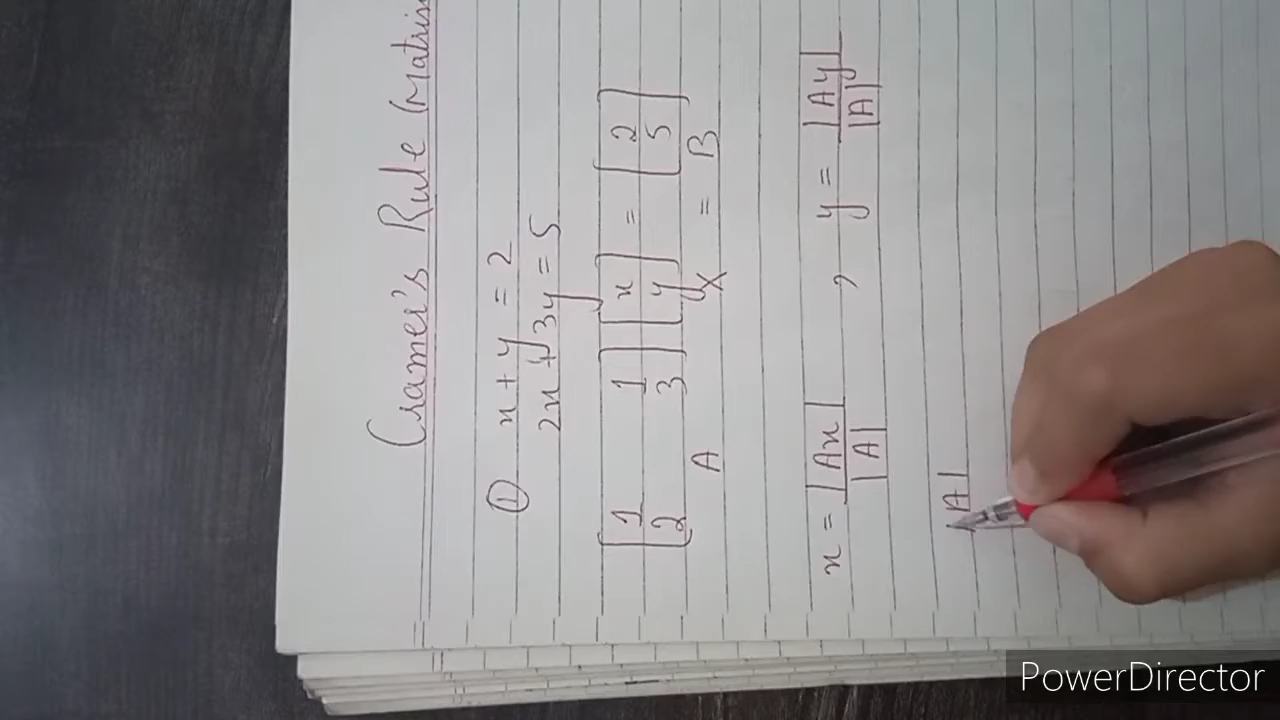 Cramer's Rule (Matrix
① x + y = 2
2x + 3y = 5
[1 1] [x] = [2]
[2 3] [y] [5]
A X = B
x = |Ax| / |A| , y = |Ay| / |A|
|A|
PowerDirector